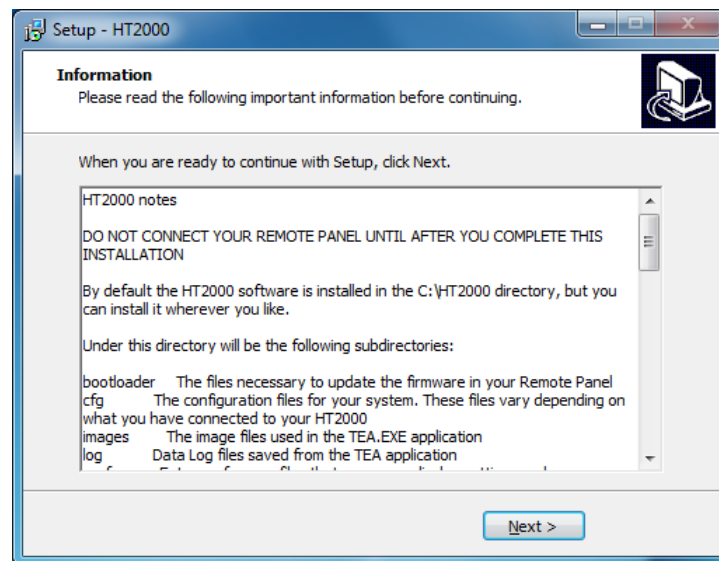 Setup - HT2000
Information
Please read the following important information before continuing.
When you are ready to continue with Setup, click Next.
HT2000 notes
DO NOT CONNECT YOUR REMOTE PANEL UNTIL AFTER YOU COMPLETE THIS
INSTALLATION
By default the HT2000 software is installed in the C:\HT2000 directory, but you
can install it wherever you like.
Under this directory will be the following subdirectories:
bootloader The files necessary to update the firmware in your Remote Panel
cfg The configuration files for your system. These files vary depending on
what you have connected to your HT2000
images The image files used in the TEA.EXE application
log Data Log files saved from the TEA application
Next >